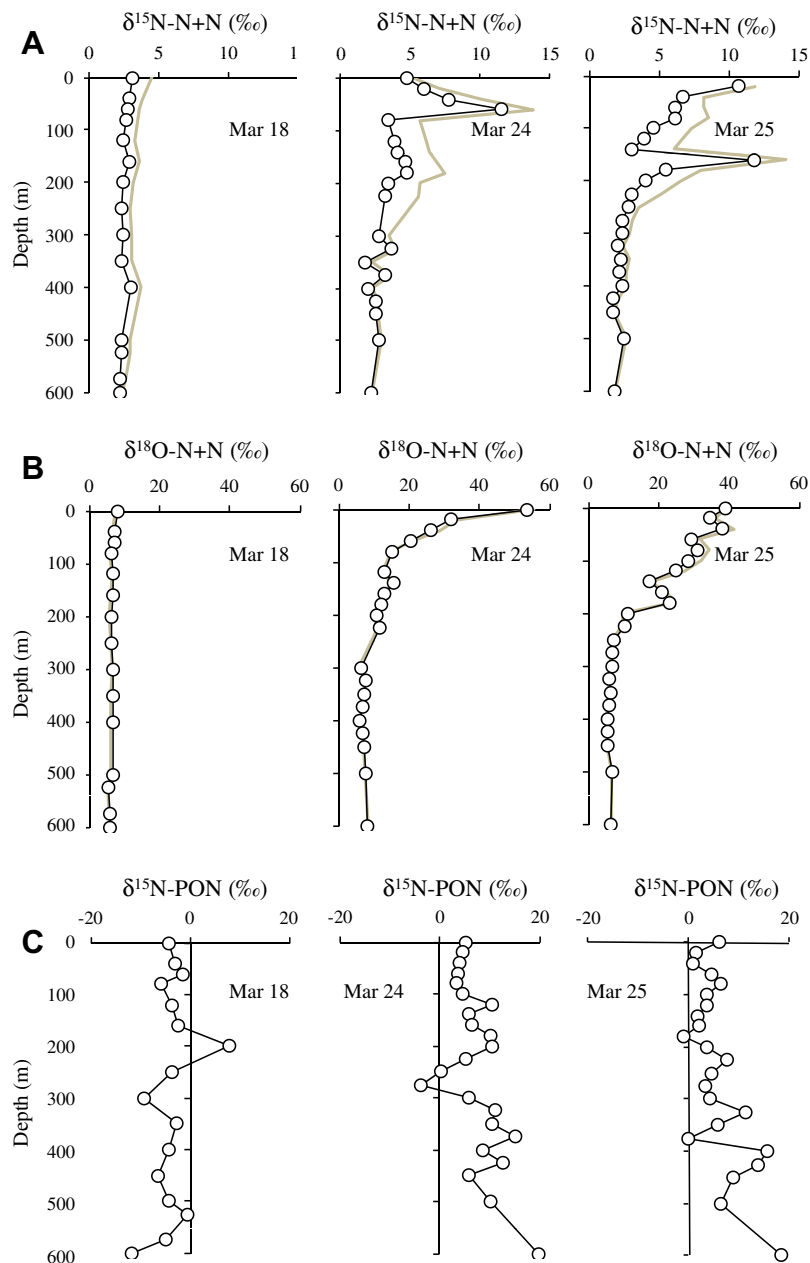 A
δ¹⁵N-N+N (‰) δ¹⁵N-N+N (‰) δ¹⁵N-N+N (‰)
0 5 10 1 0 5 10 15 0 5 10 15
0
100
200
300
400
500
600
Depth (m)
Mar 18 Mar 24 Mar 25
B
δ¹⁸O-N+N (‰) δ¹⁸O-N+N (‰) δ¹⁸O-N+N (‰)
0 20 40 60 0 20 40 60 0 20 40 60
0
100
200
300
400
500
600
Depth (m)
Mar 18 Mar 24 Mar 25
C
δ¹⁵N-PON (‰) δ¹⁵N-PON (‰) δ¹⁵N-PON (‰)
-20 0 20 -20 0 20 -20 0 20
0
100
200
300
400
500
600
Depth (m)
Mar 18 Mar 24 Mar 25